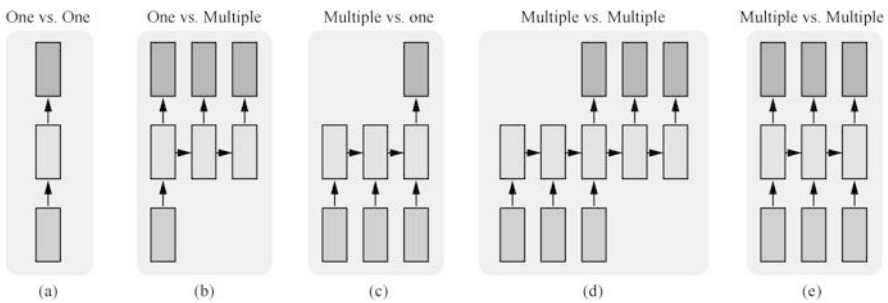 One vs. One
One vs. Multiple
Multiple vs. one
Multiple vs. Multiple
Multiple vs. Multiple
(a)
(b)
(c)
(d)
(e)